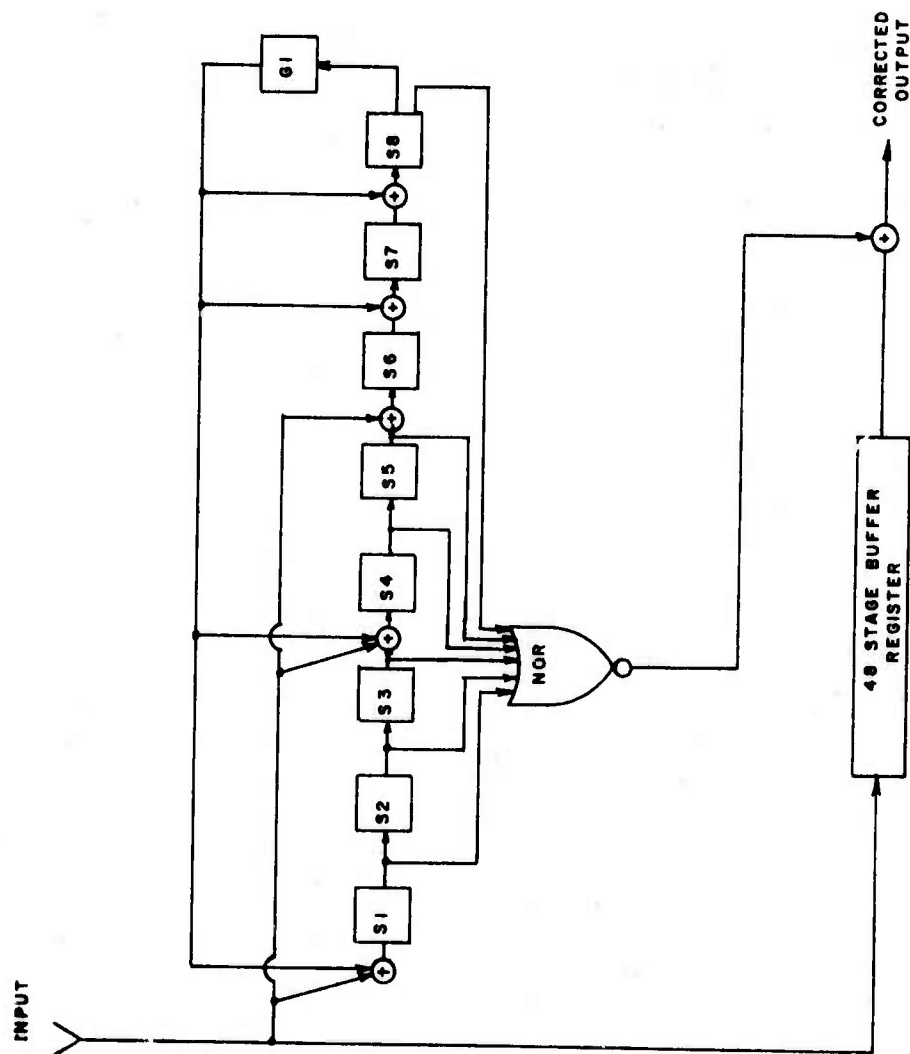 INPUT
G1
S1
S2
S3
S4
S5
S6
S7
S8
NOR
48 STAGE BUFFER
REGISTER
CORRECTED
OUTPUT